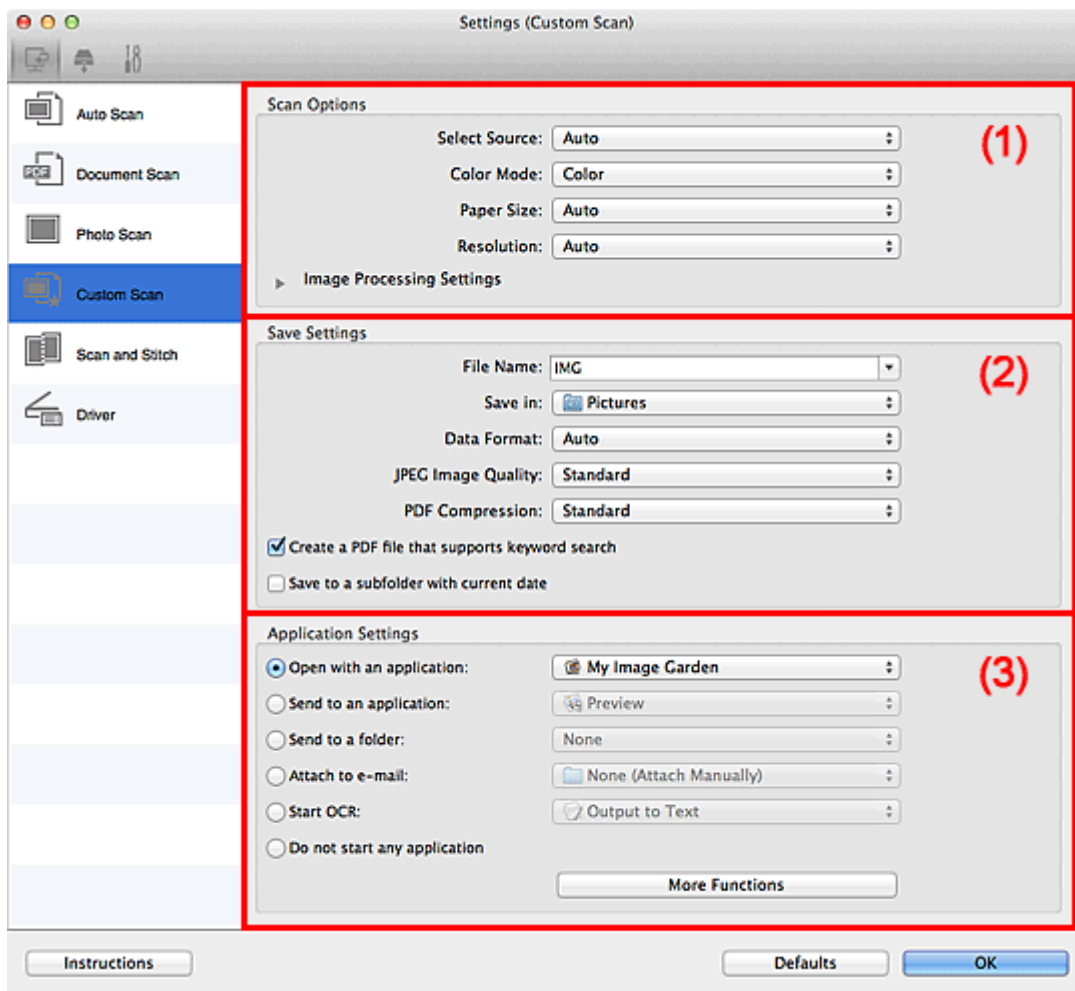 Settings (Custom Scan)
Auto Scan
Document Scan
Photo Scan
Custom Scan
Scan and Stitch
Driver
Scan Options
(1)
Select Source: Auto
Color Mode: Color
Paper Size: Auto
Resolution: Auto
Image Processing Settings
Save Settings
(2)
File Name: IMG
Save in: Pictures
Data Format: Auto
JPEG Image Quality: Standard
PDF Compression: Standard
Create a PDF file that supports keyword search
Save to a subfolder with current date
Application Settings
(3)
Open with an application: My Image Garden
Send to an application: Preview
Send to a folder: None
Attach to e-mail: None (Attach Manually)
Start OCR: Output to Text
Do not start any application
More Functions
Instructions
Defaults
OK
PDF